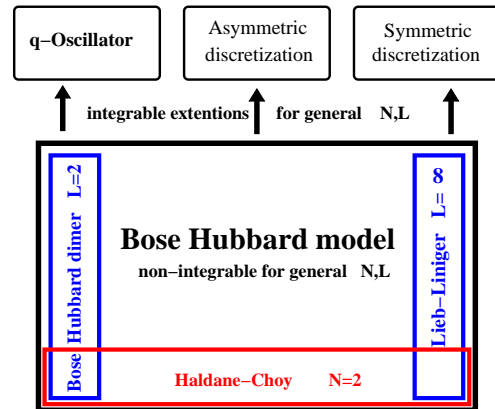 q−Oscillator
Asymmetric
discretization
Symmetric
discretization
integrable extentions for general N,L
Bose Hubbard dimer L=2
Bose Hubbard model
non−integrable for general N,L
Lieb−Liniger L= 8
Haldane−Choy N=2